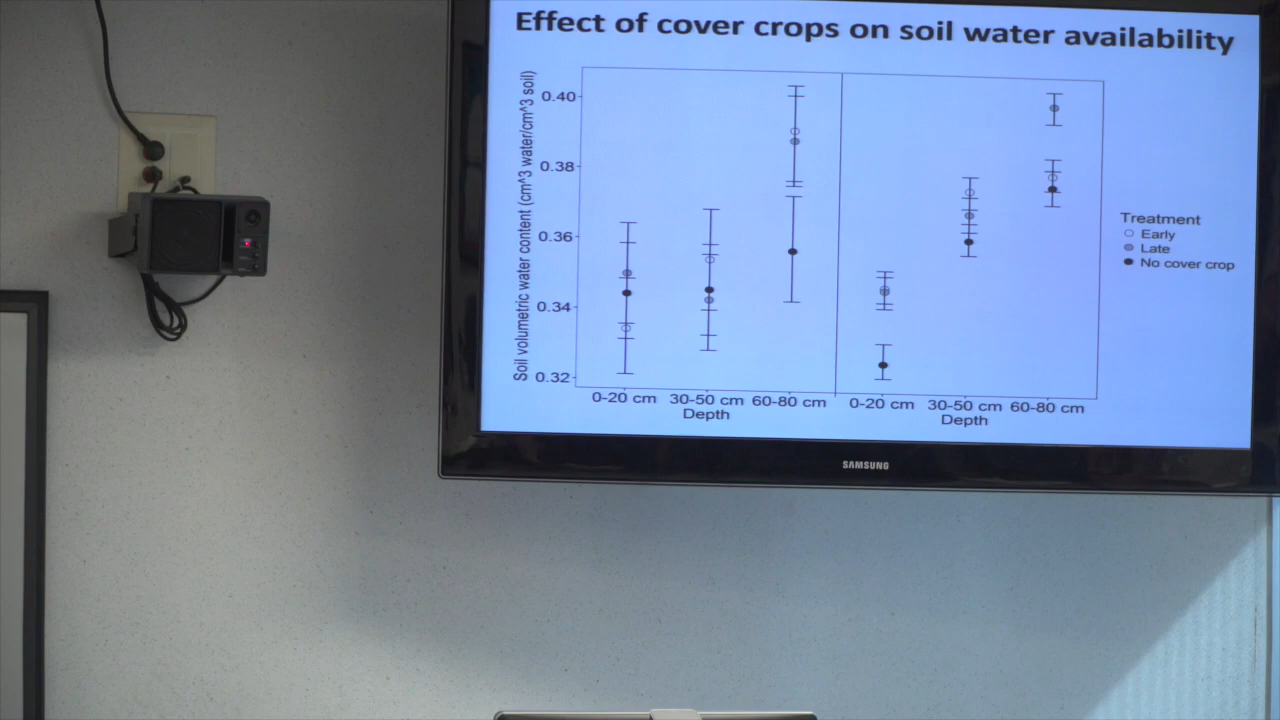 Effect of cover crops on soil water availability
Soil volumetric water content (cm^3 water/cm^3 soil)
0.40
0.38
0.36
0.34
0.32
0-20 cm 30-50 cm 60-80 cm
Depth
0-20 cm 30-50 cm 60-80 cm
Depth
Treatment
Early
Late
No cover crop
SAMSUNG